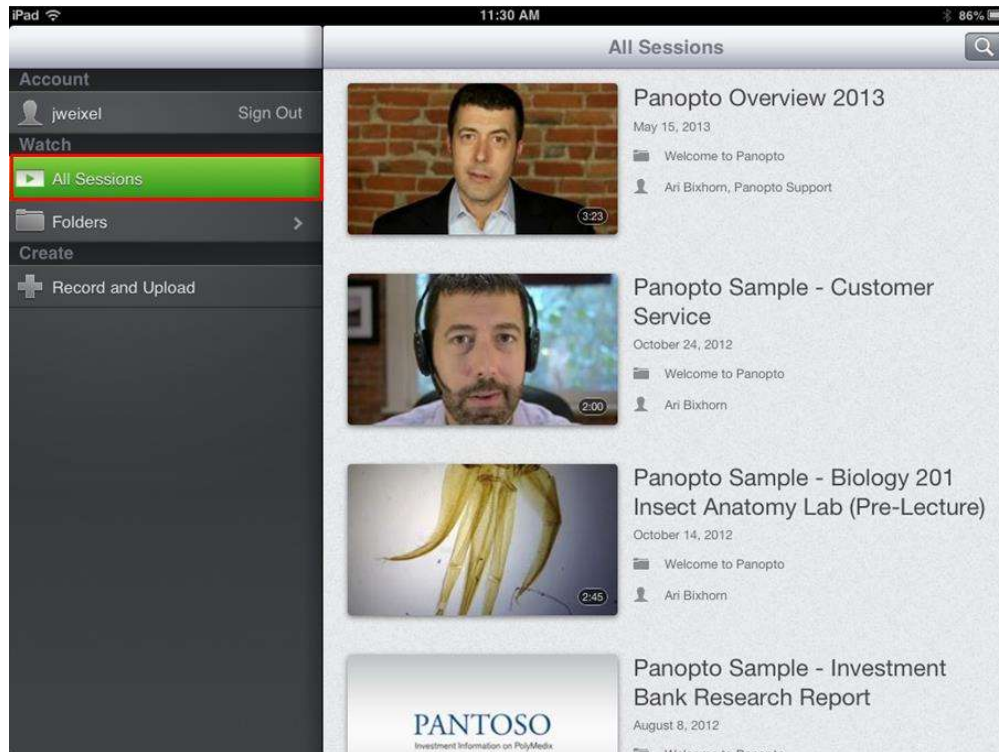 iPad
11:30 AM
86%
All Sessions
Account
jweixel Sign Out
Watch
All Sessions
Folders
Create
Record and Upload
Panopto Overview 2013
May 15, 2013
Welcome to Panopto
Ari Bixhorn, Panopto Support
3:23
Panopto Sample - Customer
Service
October 24, 2012
Welcome to Panopto
Ari Bixhorn
2:00
Panopto Sample - Biology 201
Insect Anatomy Lab (Pre-Lecture)
October 14, 2012
Welcome to Panopto
Ari Bixhorn
2:45
Panopto Sample - Investment
Bank Research Report
August 8, 2012
PANTOSO
Investment Information on PolyMedix